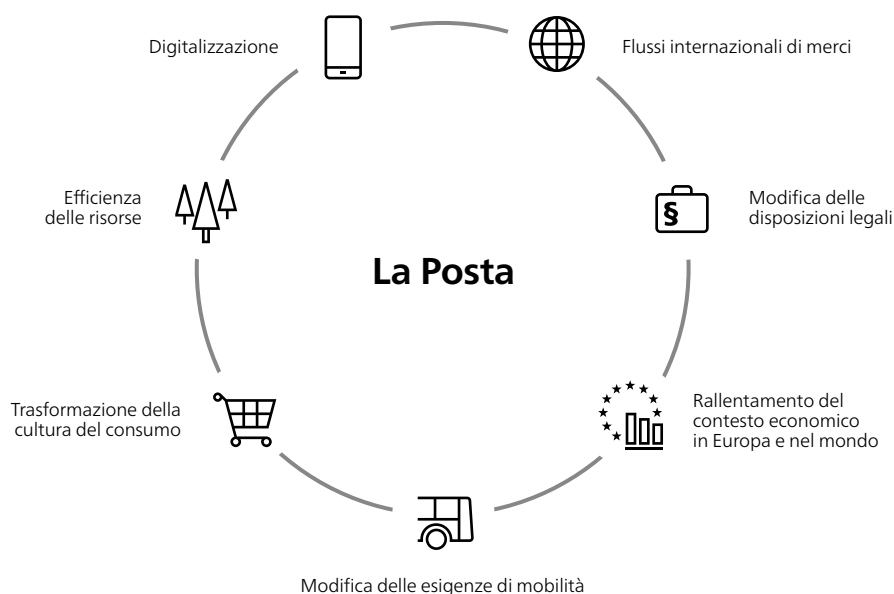 Digitalizzazione
Flussi internazionali di merci
Efficienza
delle risorse
§
Modifica delle
disposizioni legali
La Posta
Trasformazione della
cultura del consumo
Rallentamento del
contesto economico
in Europa e nel mondo
Modifica delle esigenze di mobilità